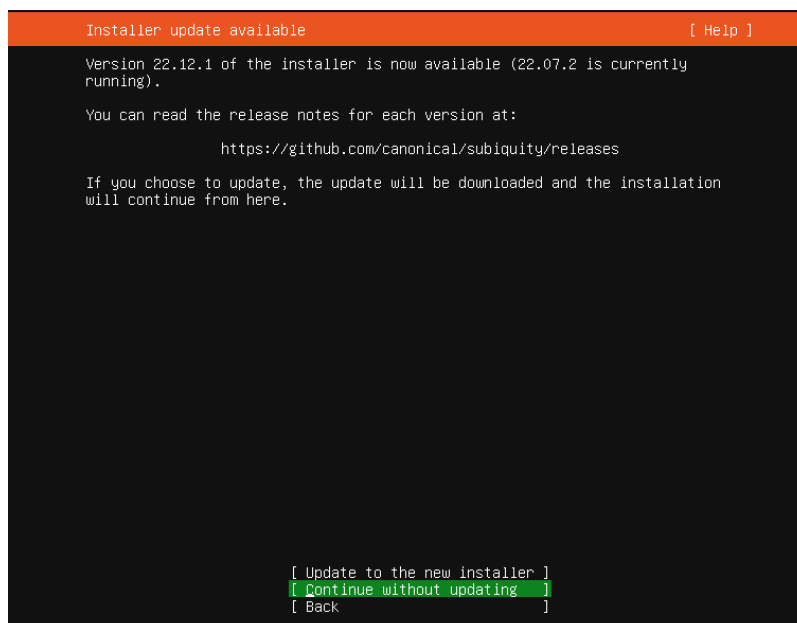 Installer update available [ Help ]
Version 22.12.1 of the installer is now available (22.07.2 is currently
running).
You can read the release notes for each version at:
https://github.com/canonical/subiquity/releases
If you choose to update, the update will be downloaded and the installation
will continue from here.
[ Update to the new installer ]
[ Continue without updating ]
[ Back ]